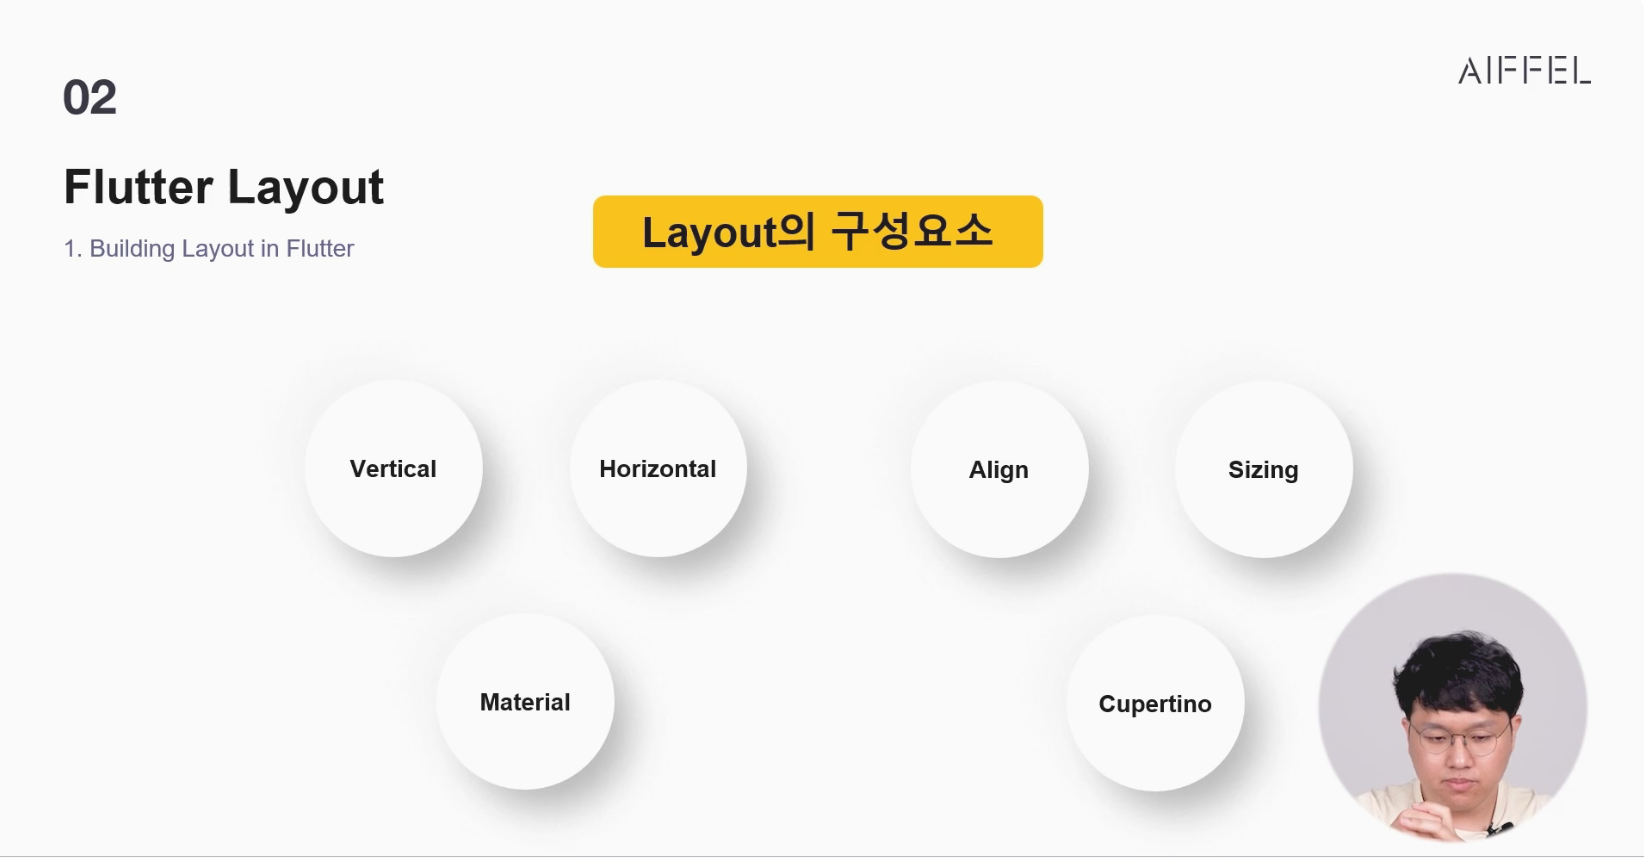 02
AIFFEL
Flutter Layout
1. Building Layout in Flutter
Layout의 구성요소
Vertical
Horizontal
Align
Sizing
Material
Cupertino